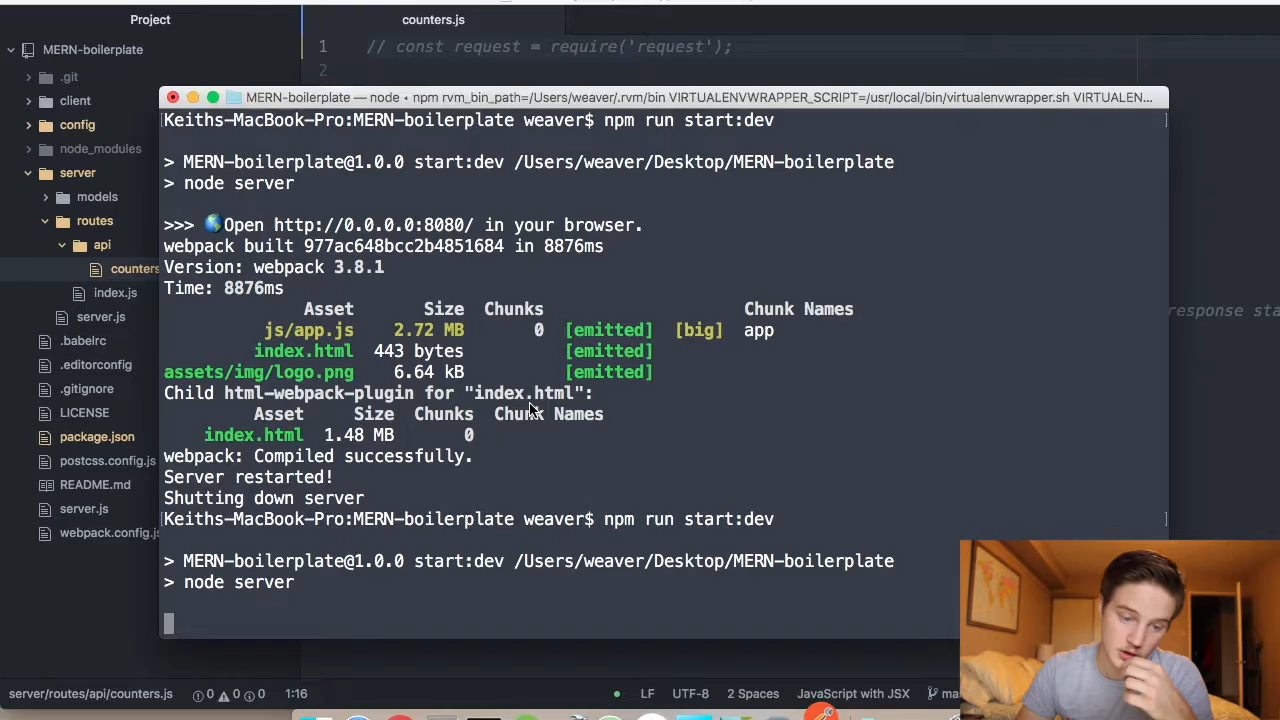 Project
counters.js
MERN-boilerplate
.git
client
config
node_modules
server
models
routes
api
counters
index.js
server.js
.babelrc
.editorconfig
.gitignore
LICENSE
package.json
postcss.config.js
README.md
server.js
webpack.config.js
1 // const request = require('request');
2
response sta
MERN-boilerplate — node ◂ npm rvm_bin_path=/Users/weaver/.rvm/bin VIRTUALENVWRAPPER_SCRIPT=/usr/local/bin/virtualenvwrapper.sh VIRTUALEN...
[Keiths-MacBook-Pro:MERN-boilerplate weaver$ npm run start:dev ]
> MERN-boilerplate@1.0.0 start:dev /Users/weaver/Desktop/MERN-boilerplate
> node server
>>> 🌎Open http://0.0.0.0:8080/ in your browser.
webpack built 977ac648bcc2b4851684 in 8876ms
Version: webpack 3.8.1
Time: 8876ms
Asset Size Chunks Chunk Names
js/app.js 2.72 MB 0 [emitted] [big] app
index.html 443 bytes [emitted]
assets/img/logo.png 6.64 kB [emitted]
Child html-webpack-plugin for "index.html":
Asset Size Chunks Chunk Names
index.html 1.48 MB 0
webpack: Compiled successfully.
Server restarted!
Shutting down server
[Keiths-MacBook-Pro:MERN-boilerplate weaver$ npm run start:dev ]
> MERN-boilerplate@1.0.0 start:dev /Users/weaver/Desktop/MERN-boilerplate
> node server
server/routes/api/counters.js 0 0 0 1:16 LF UTF-8 2 Spaces JavaScript with JSX